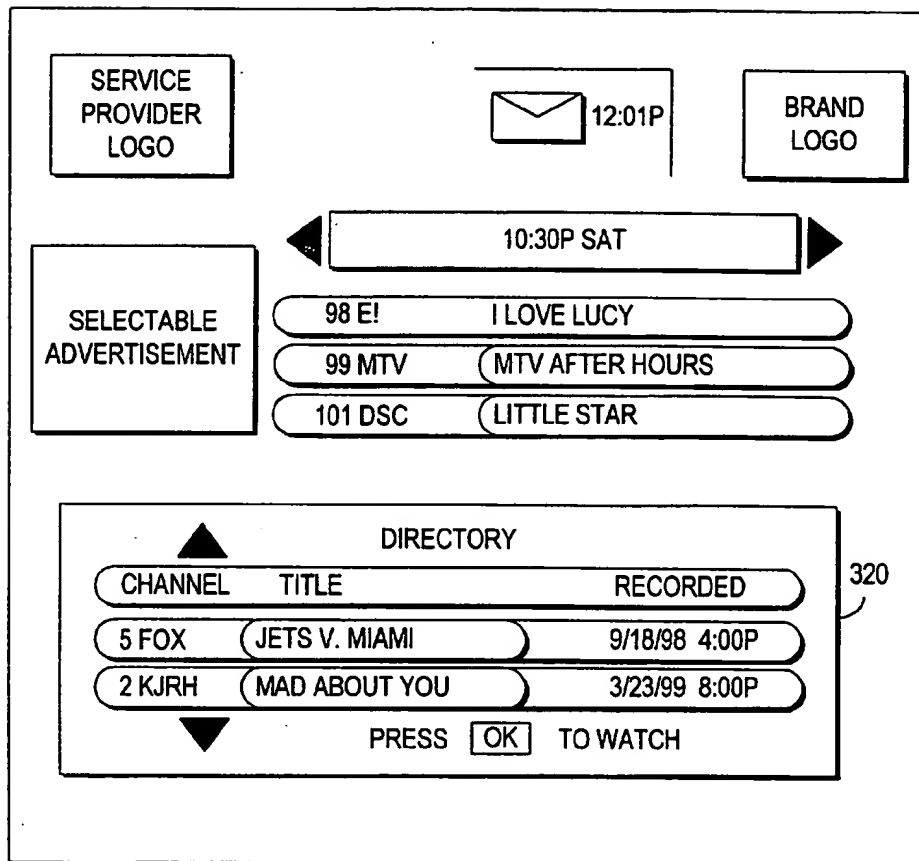 SERVICE
PROVIDER
LOGO
12:01P
BRAND
LOGO
10:30P SAT
SELECTABLE
ADVERTISEMENT
98 E! I LOVE LUCY
99 MTV MTV AFTER HOURS
101 DSC LITTLE STAR
DIRECTORY
CHANNEL TITLE RECORDED
5 FOX JETS V. MIAMI 9/18/98 4:00P
2 KJRH MAD ABOUT YOU 3/23/99 8:00P
PRESS OK TO WATCH
320